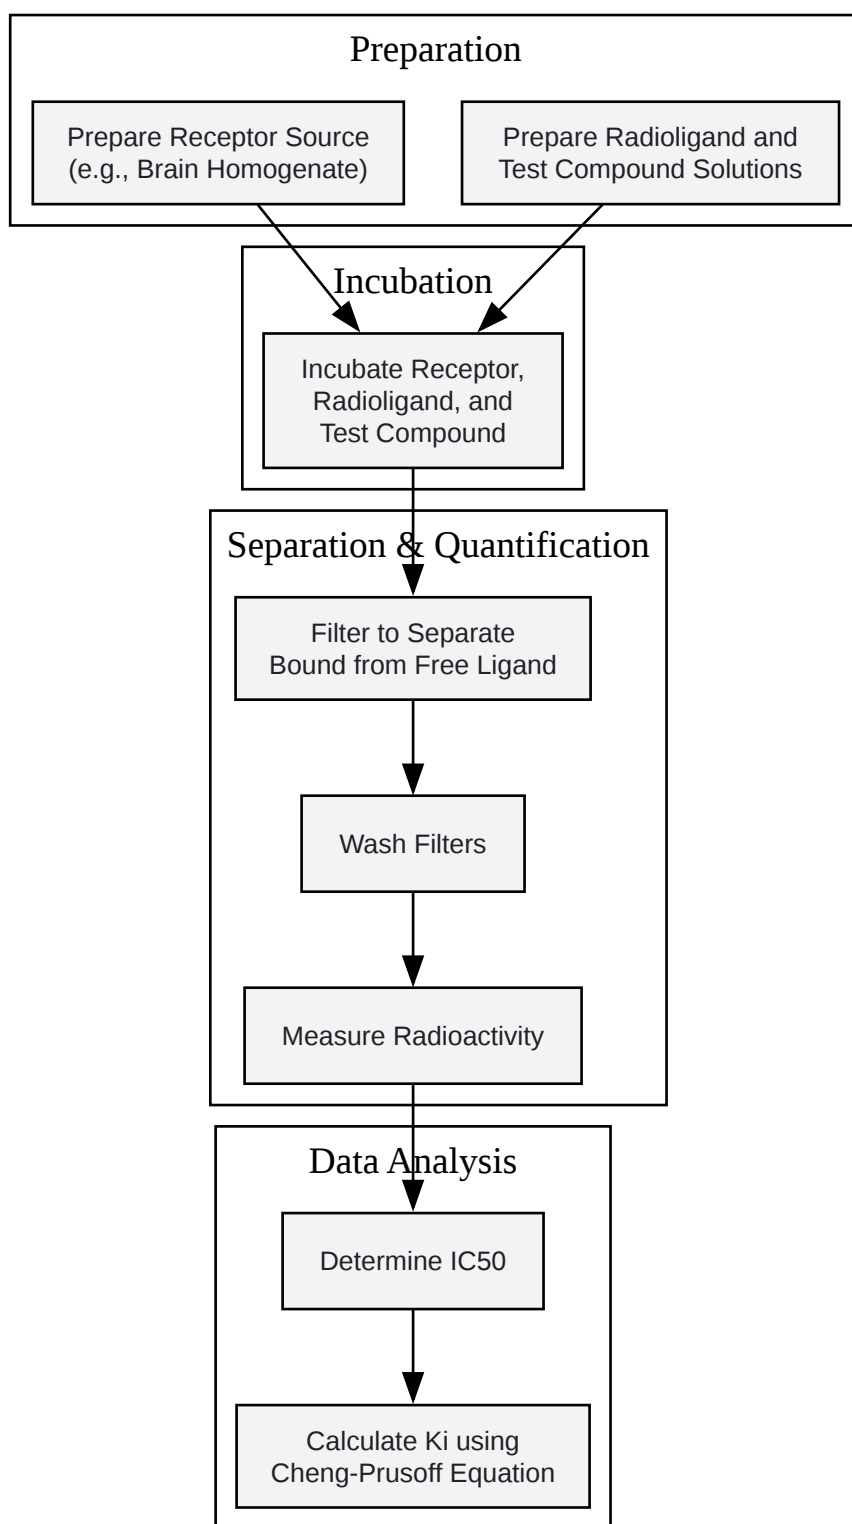 Preparation
Prepare Receptor Source
(e.g., Brain Homogenate)
Prepare Radioligand and
Test Compound Solutions
Incubation
Incubate Receptor,
Radioligand, and
Test Compound
Separation & Quantification
Filter to Separate
Bound from Free Ligand
Wash Filters
Measure Radioactivity
Data Analysis
Determine IC50
Calculate Ki using
Cheng-Prusoff Equation